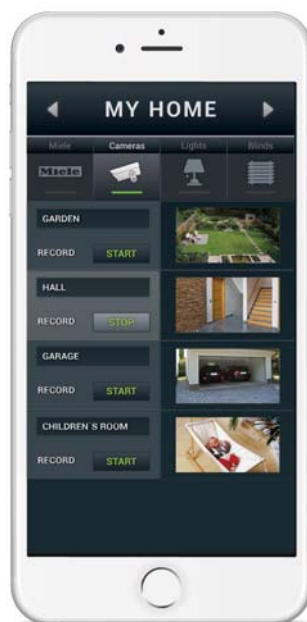 MY HOME
Miele Cameras Lights Blinds
Miele
GARDEN
RECORD START
HALL
RECORD STOP
GARAGE
RECORD START
CHILDREN S ROOM
RECORD START